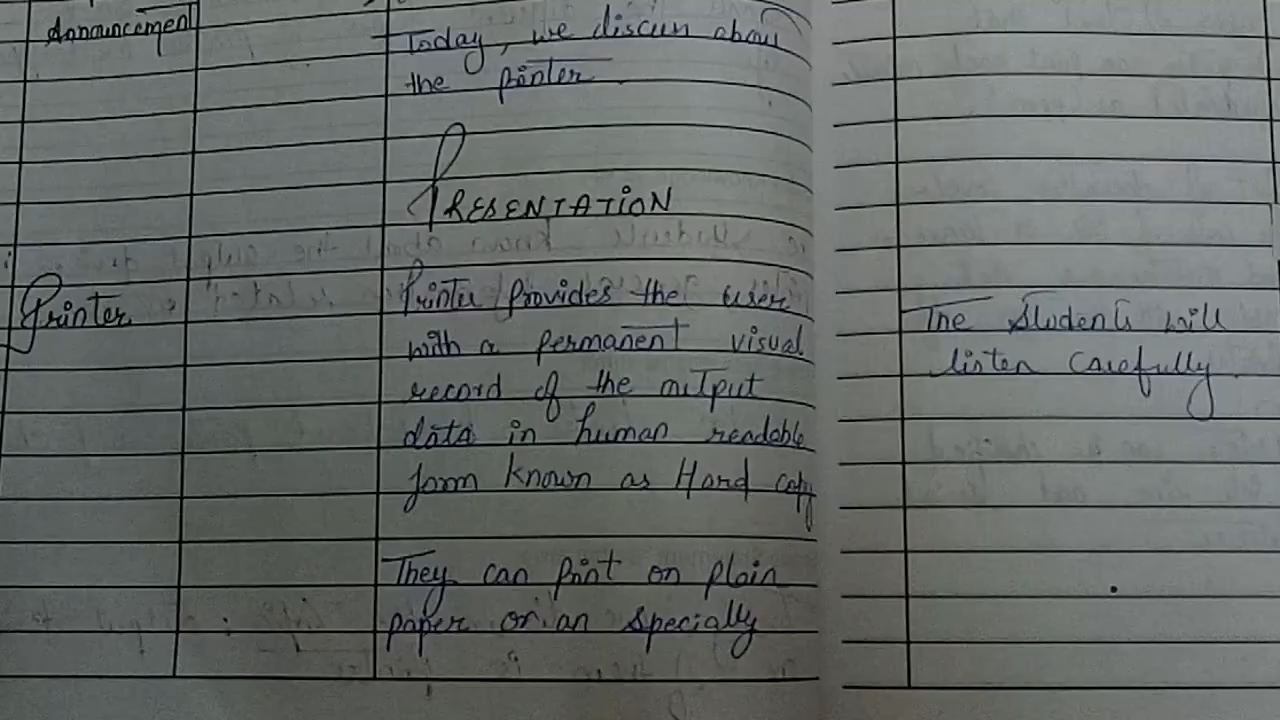 Announcement
Today, we discuss about
the printer.
PRESENTATION
Printer
Printer provides the user
with a permanent visual
record of the output
data in human readable
form known as Hard copy
They can print on plain
paper or an specially
The Students will
listen carefully.